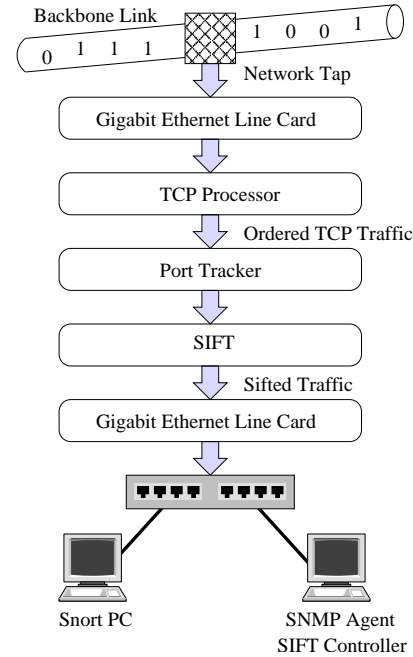 Backbone Link
0 1 1 1
1 0 0 1
Network Tap
Gigabit Ethernet Line Card
TCP Processor
Ordered TCP Traffic
Port Tracker
SIFT
Sifted Traffic
Gigabit Ethernet Line Card
Snort PC
SNMP Agent
SIFT Controller